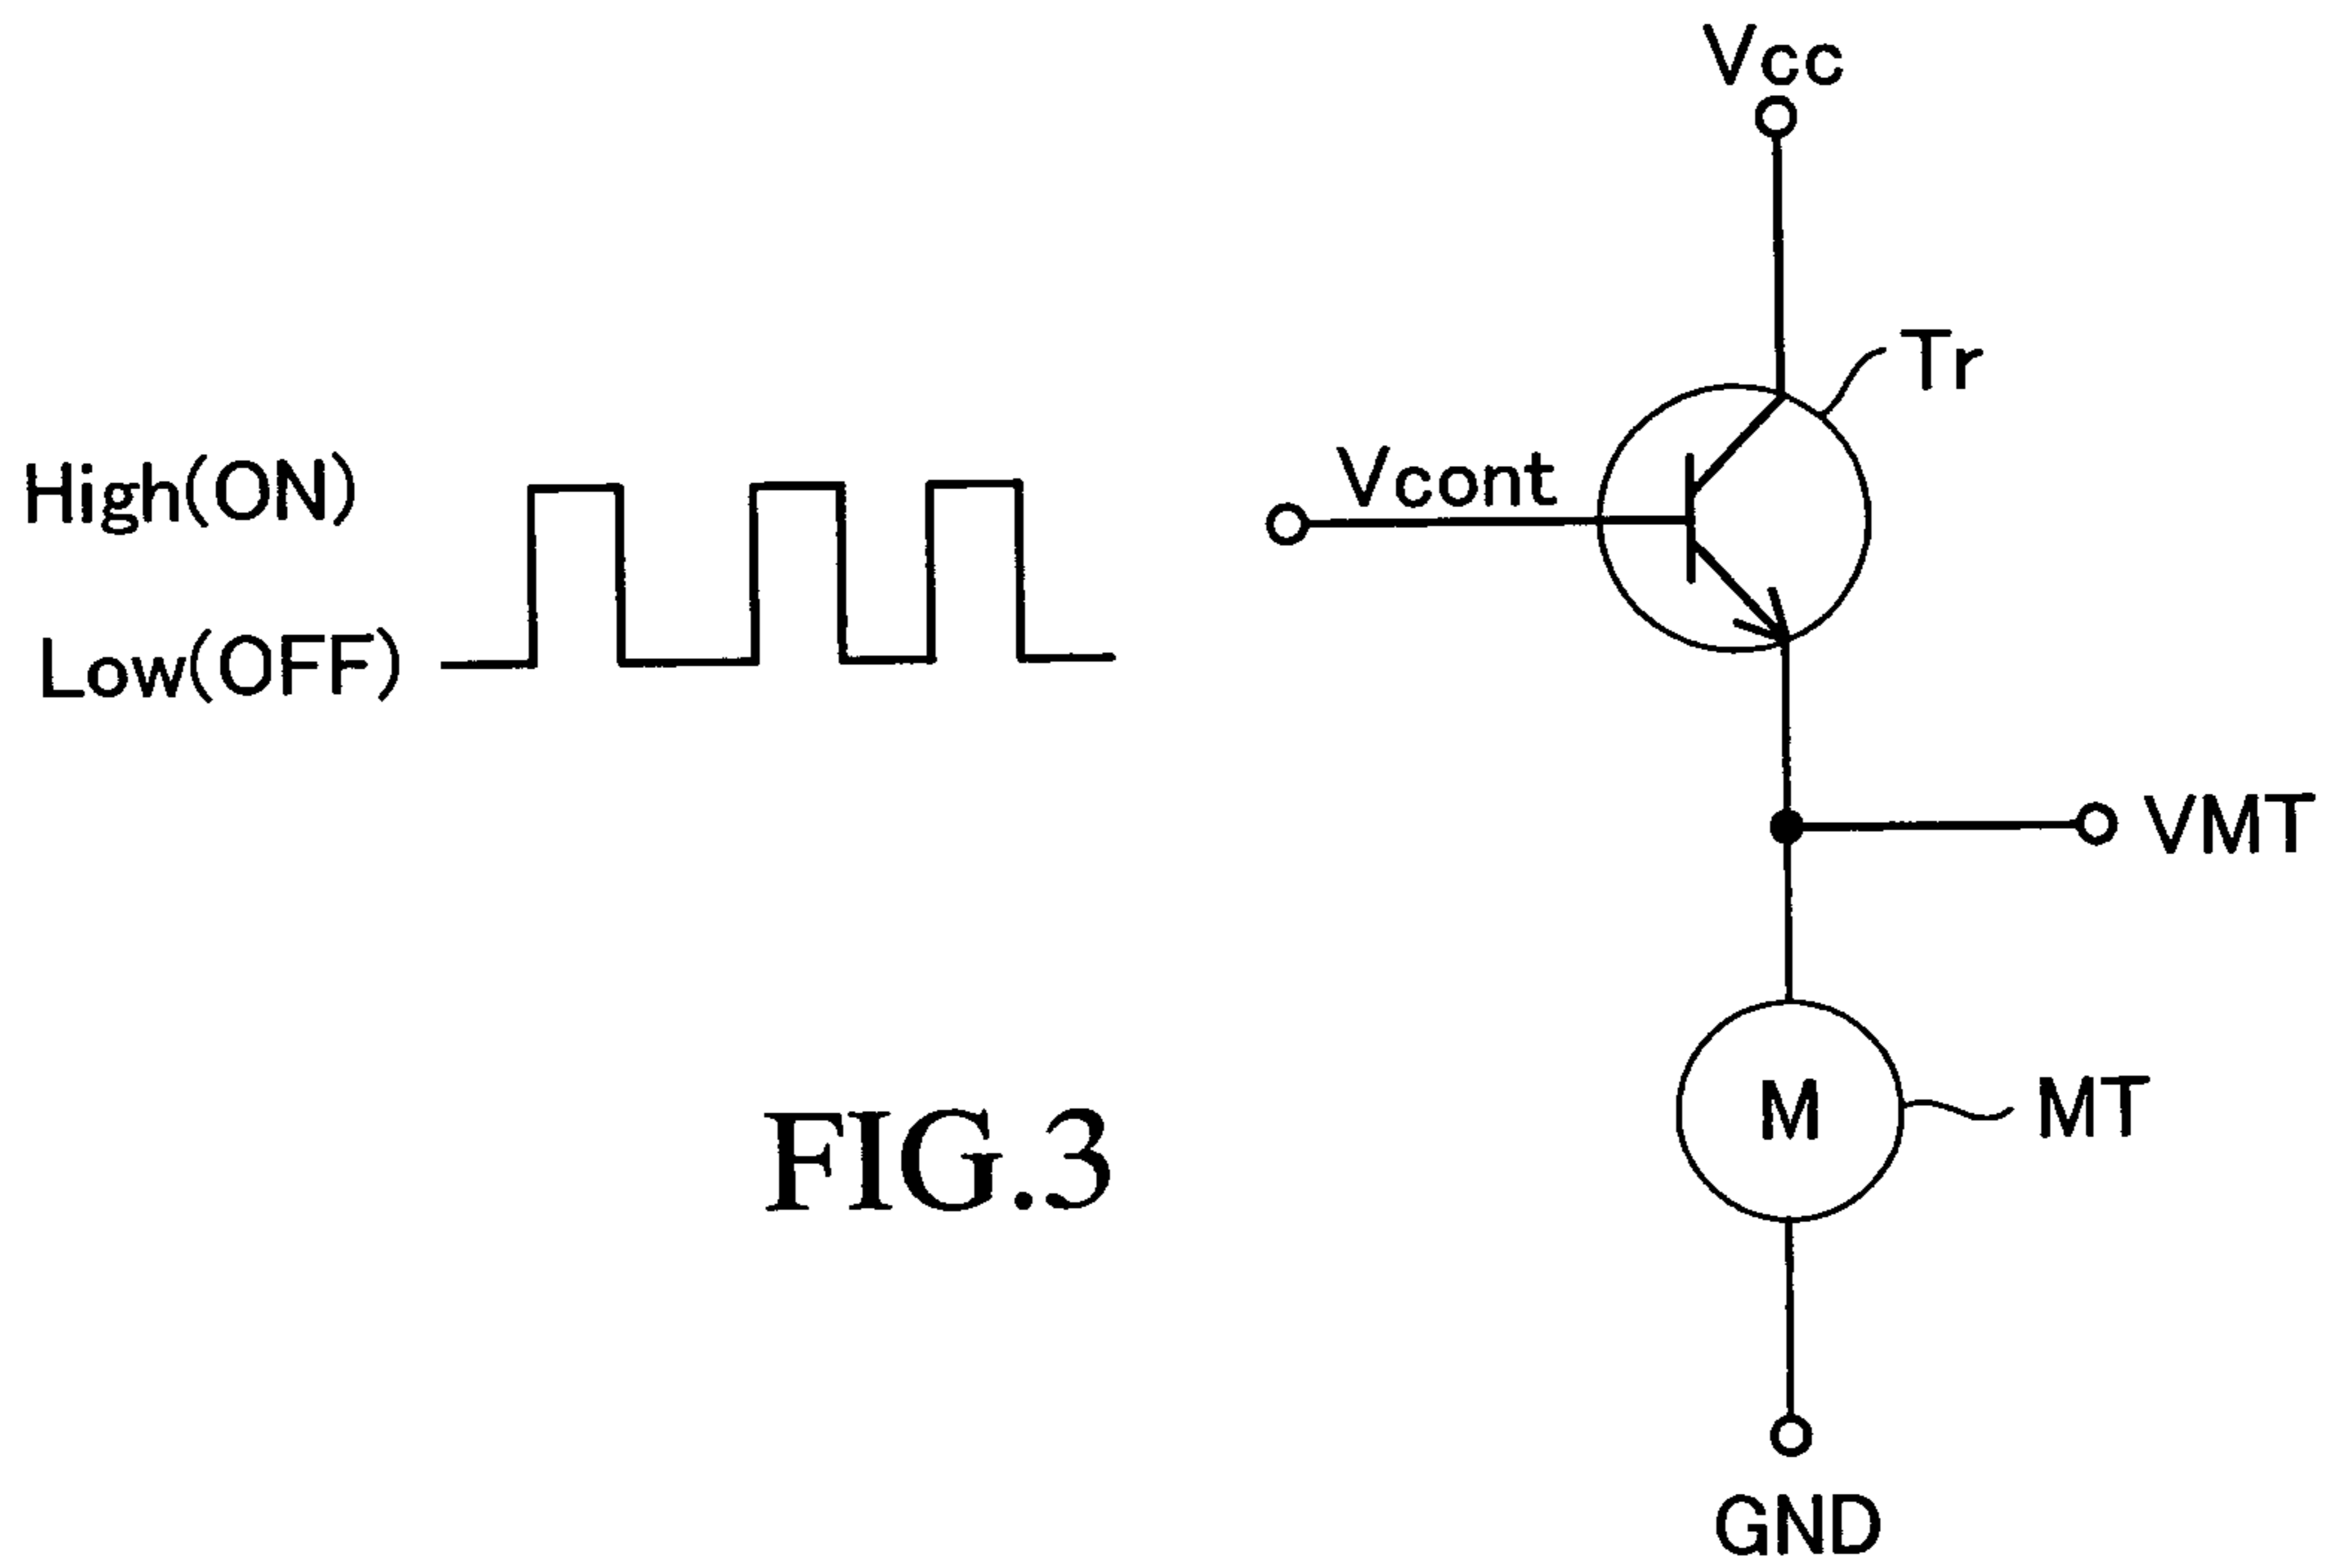 Vcc
Tr
Vcont
High(ON)
Low(OFF)
VMT
M
MT
FIG.3
GND